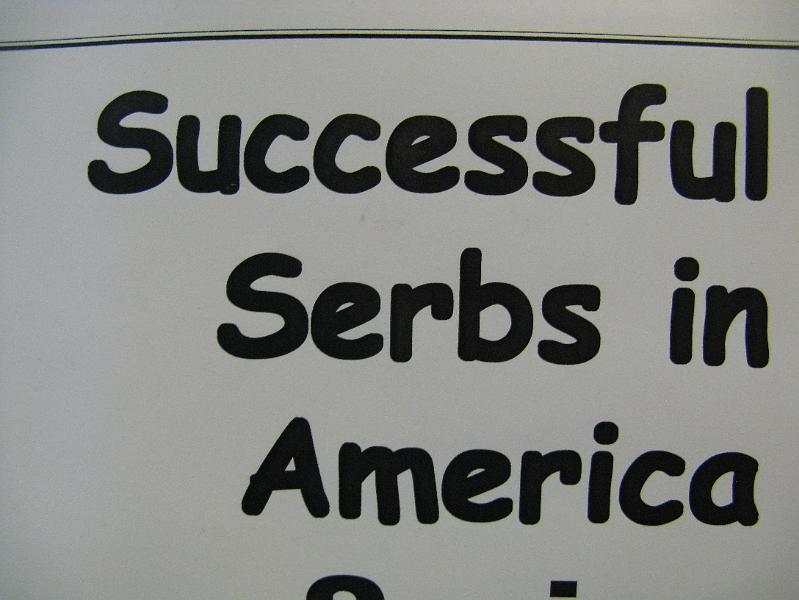 Successful
Serbs in
America